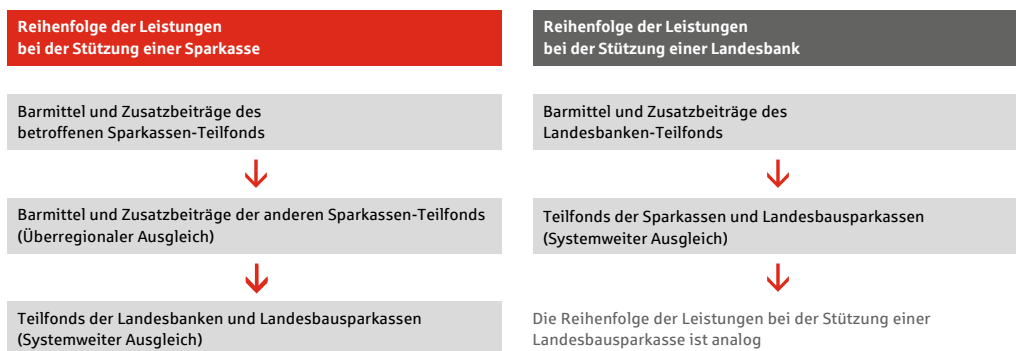 Reihenfolge der Leistungen
bei der Stützung einer Sparkasse
Barmittel und Zusatzbeiträge des
betroffenen Sparkassen-Teilfonds
Barmittel und Zusatzbeiträge der anderen Sparkassen-Teilfonds
(Überregionaler Ausgleich)
Teilfonds der Landesbanken und Landesbausparkassen
(Systemweiter Ausgleich)
Reihenfolge der Leistungen
bei der Stützung einer Landesbank
Barmittel und Zusatzbeiträge des
Landesbanken-Teilfonds
Teilfonds der Sparkassen und Landesbausparkassen
(Systemweiter Ausgleich)
Die Reihenfolge der Leistungen bei der Stützung einer
Landesbausparkasse ist analog